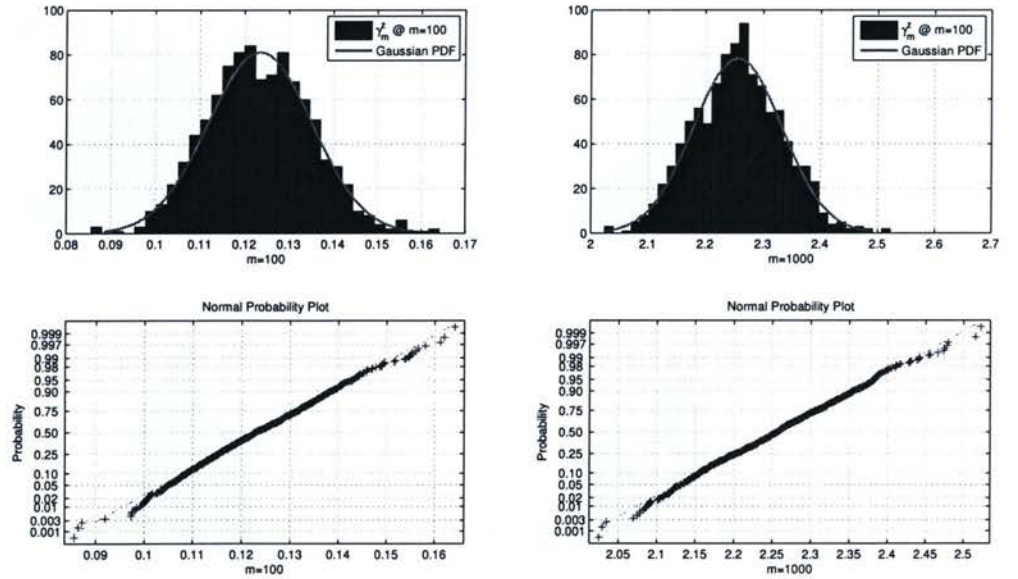 100
80
60
40
20
0
γᶻₘ @ m=100
Gaussian PDF
0.08 0.09 0.1 0.11 0.12 0.13 0.14 0.15 0.16 0.17
m=100
100
80
60
40
20
0
γᶻₘ @ m=100
Gaussian PDF
2 2.1 2.2 2.3 2.4 2.5 2.6 2.7
m=1000
Normal Probability Plot
Probability
0.999
0.997
0.99
0.98
0.95
0.90
0.75
0.50
0.25
0.10
0.05
0.02
0.01
0.003
0.001
0.09 0.1 0.11 0.12 0.13 0.14 0.15 0.16
m=100
Normal Probability Plot
Probability
0.999
0.997
0.99
0.98
0.95
0.90
0.75
0.50
0.25
0.10
0.05
0.02
0.01
0.003
0.001
2.05 2.1 2.15 2.2 2.25 2.3 2.35 2.4 2.45 2.5
m=1000